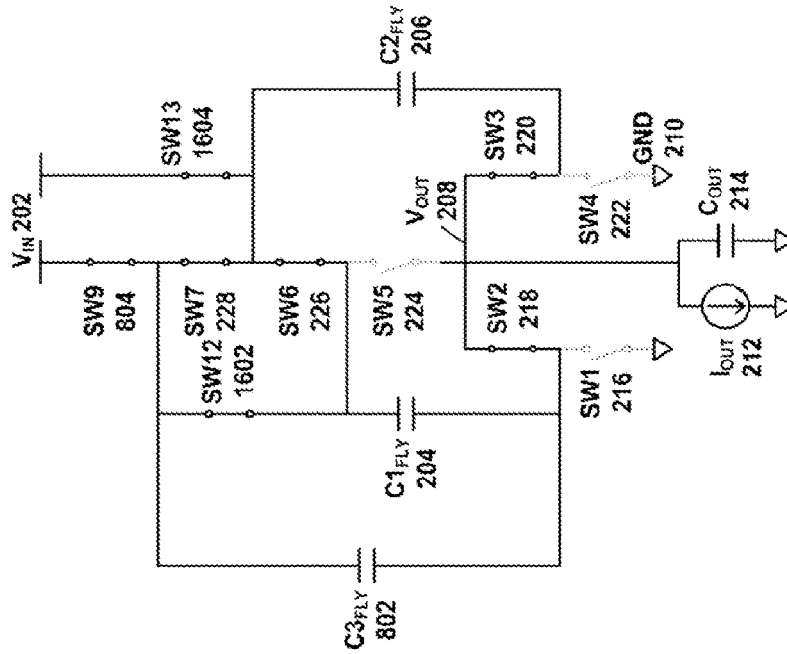 V_IN 202
SW13
1604
SW9
804
SW7
228
SW6
226
SW12
1602
SW5
224
C3_FLY
802
C1_FLY
204
C2_FLY
206
V_OUT
208
SW2
218
SW3
220
SW1
216
SW4
222
GND
210
I_OUT
212
C_OUT
214